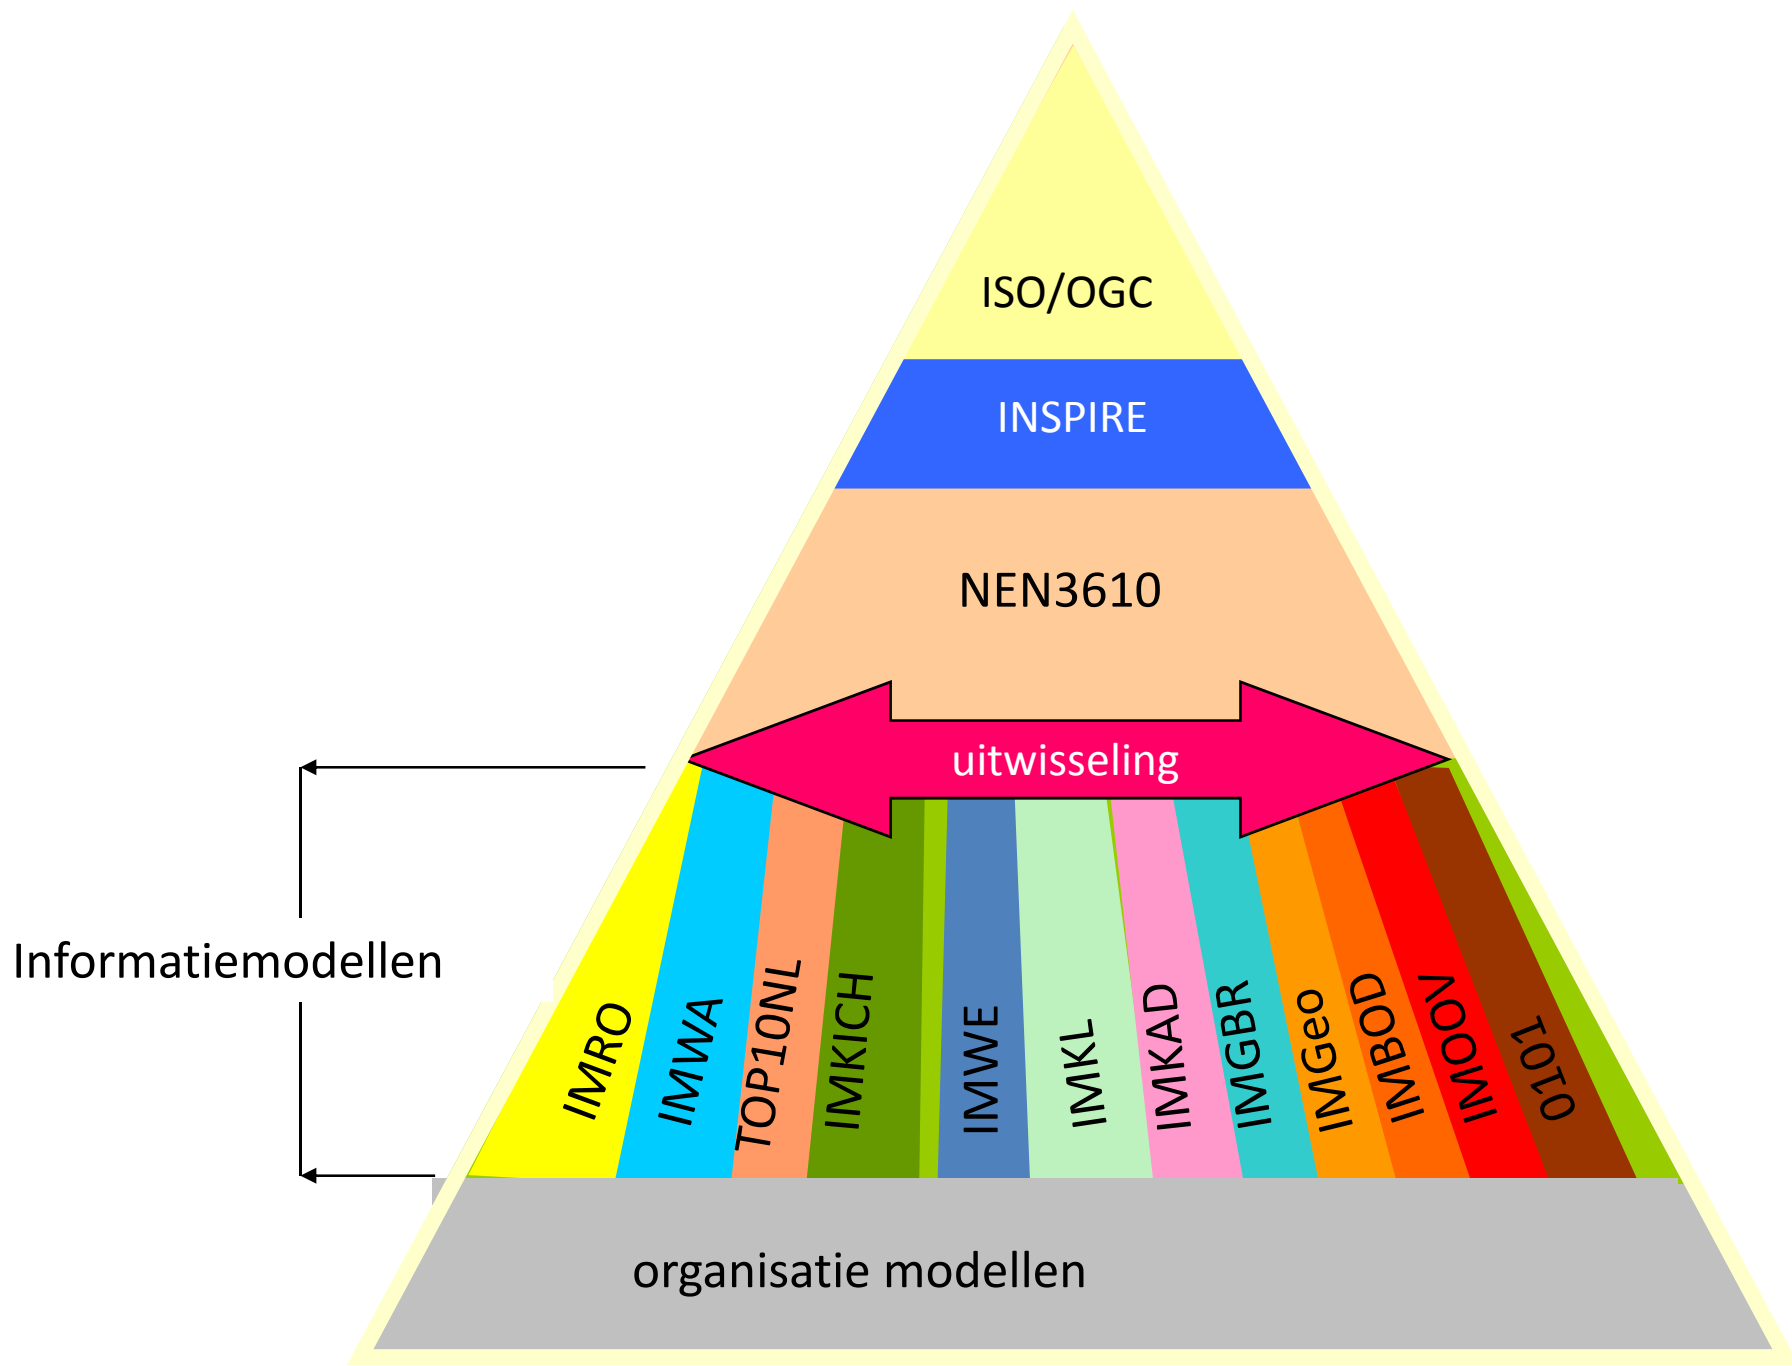 ISO/OGC
INSPIRE
NEN3610
uitwisseling
Informatiemodellen
IMRO
IMWA
TOP10NL
IMKICH
IMWE
IMKL
IMKAD
IMGBR
IMGeo
IMBOD
IMOOV
0101
organisatie modellen